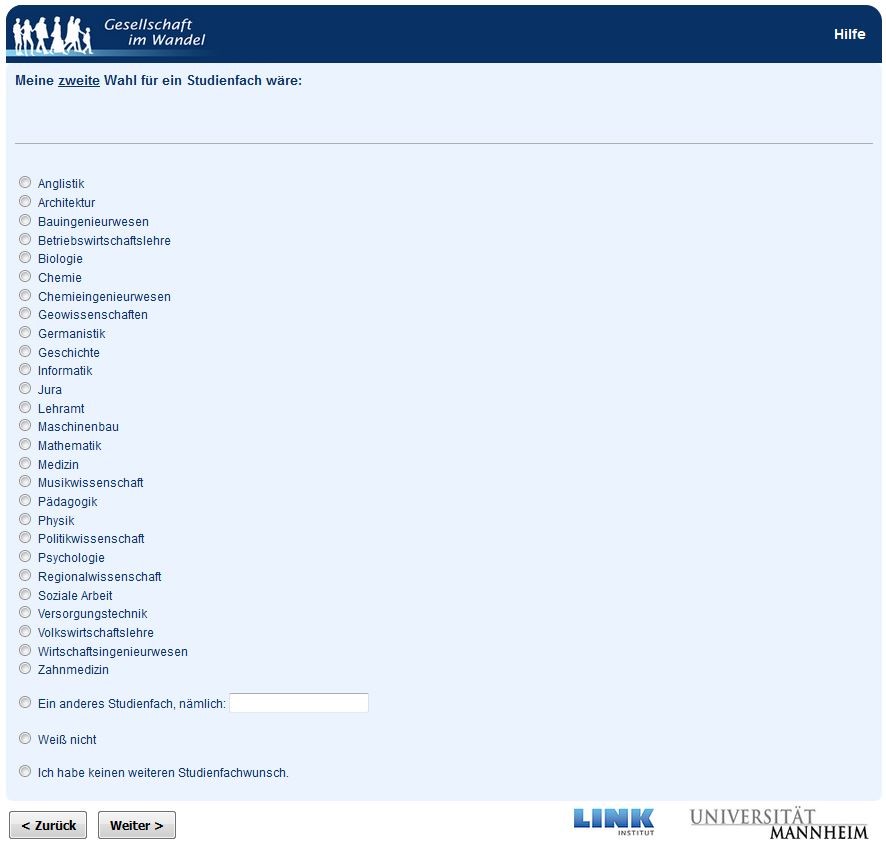 Gesellschaft
im Wandel
Hilfe
Meine zweite Wahl für ein Studienfach wäre:
Anglistik
Architektur
Bauingenieurwesen
Betriebswirtschaftslehre
Biologie
Chemie
Chemieingenieurwesen
Geowissenschaften
Germanistik
Geschichte
Informatik
Jura
Lehramt
Maschinenbau
Mathematik
Medizin
Musikwissenschaft
Pädagogik
Physik
Politikwissenschaft
Psychologie
Regionalwissenschaft
Soziale Arbeit
Versorgungstechnik
Volkswirtschaftslehre
Wirtschaftsingenieurwesen
Zahnmedizin
Ein anderes Studienfach, nämlich:
Weiß nicht
Ich habe keinen weiteren Studienfachwunsch.
< Zurück
Weiter >
LINK
INSTITUT
UNIVERSITÄT
MANNHEIM